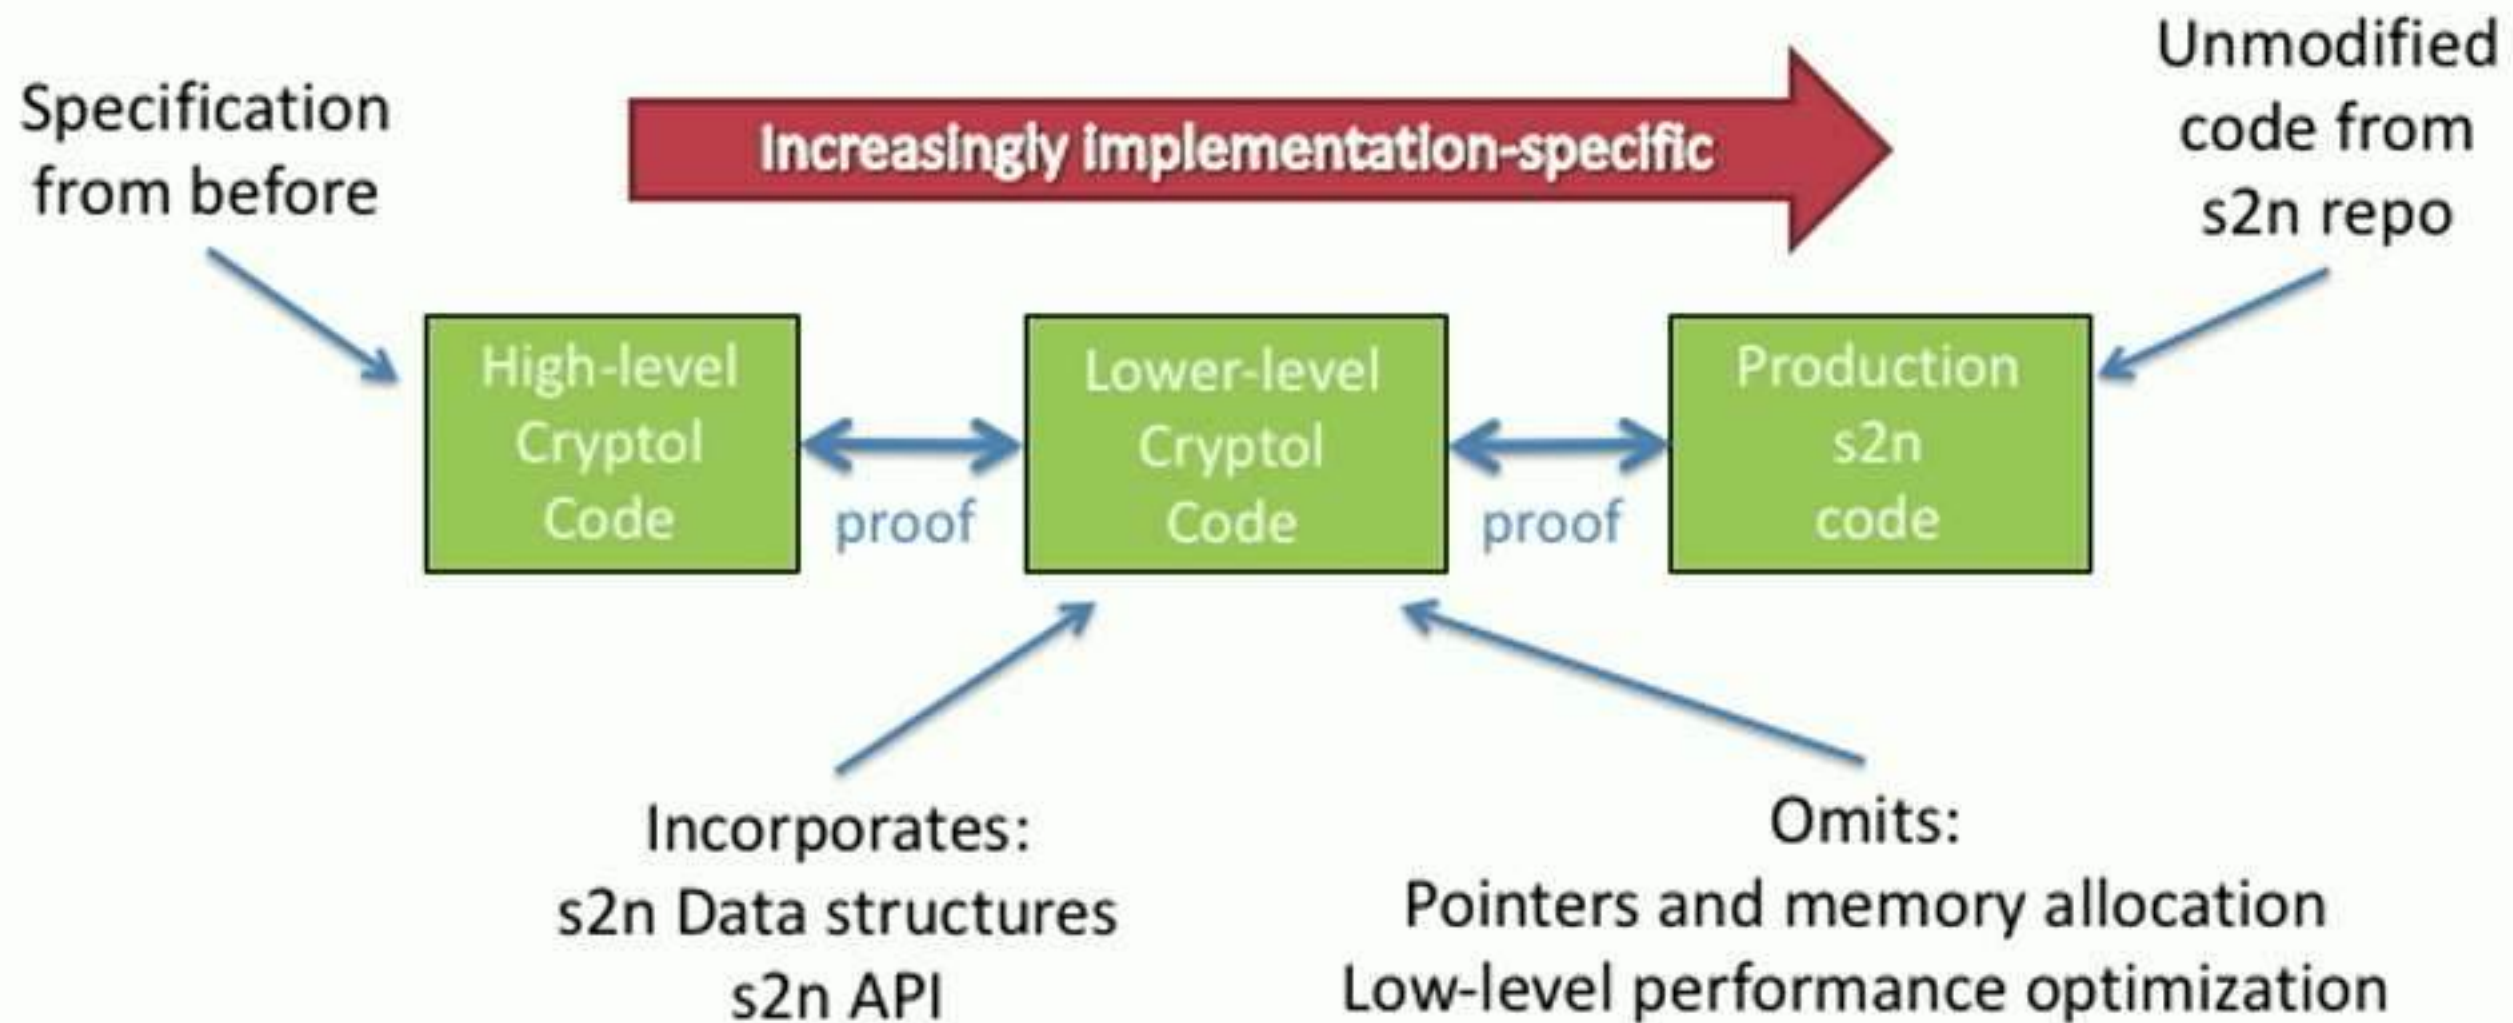 Specification
from before
Increasingly implementation-specific
Unmodified
code from
s2n repo
High-level
Cryptol
Code
proof
Lower-level
Cryptol
Code
proof
Production
s2n
code
Incorporates:
s2n Data structures
s2n API
Omits:
Pointers and memory allocation
Low-level performance optimization